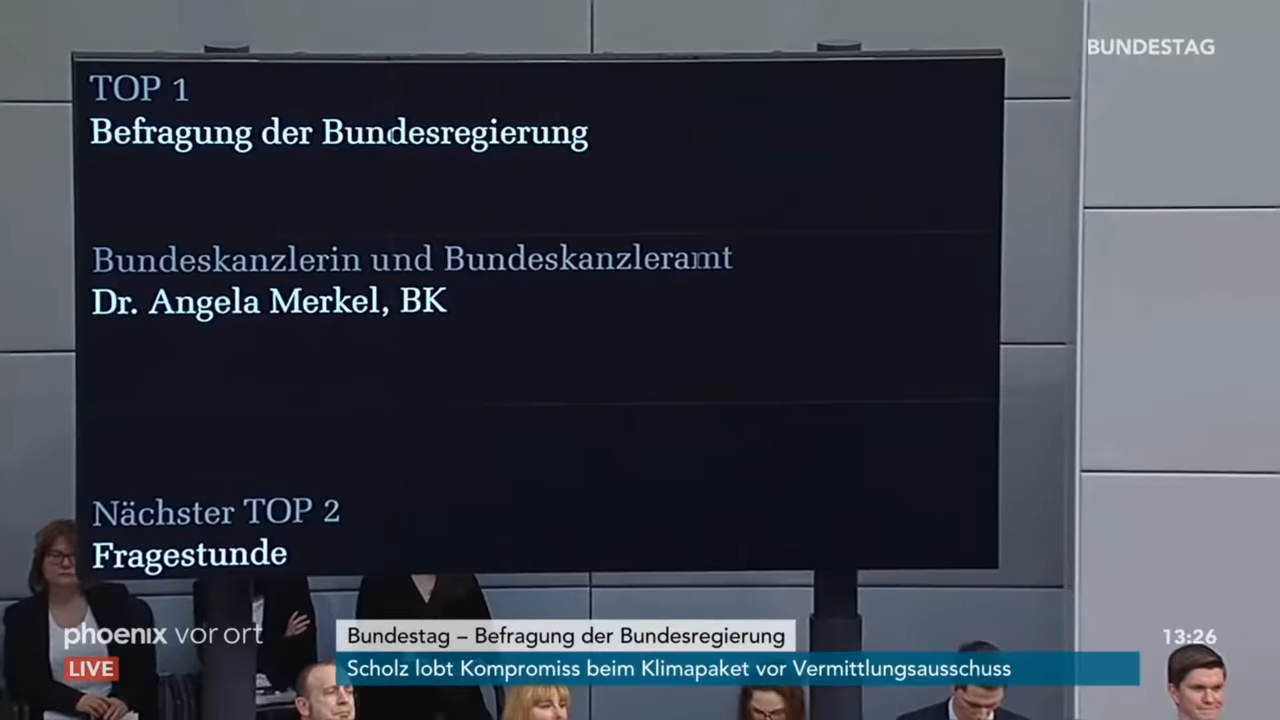 BUNDESTAG
TOP 1
Befragung der Bundesregierung
Bundeskanzlerin und Bundeskanzleramt
Dr. Angela Merkel, BK
Nächster TOP 2
Fragestunde
phoenix vor ort
LIVE
Bundestag – Befragung der Bundesregierung
Scholz lobt Kompromiss beim Klimapaket vor Vermittlungsausschuss
13:26